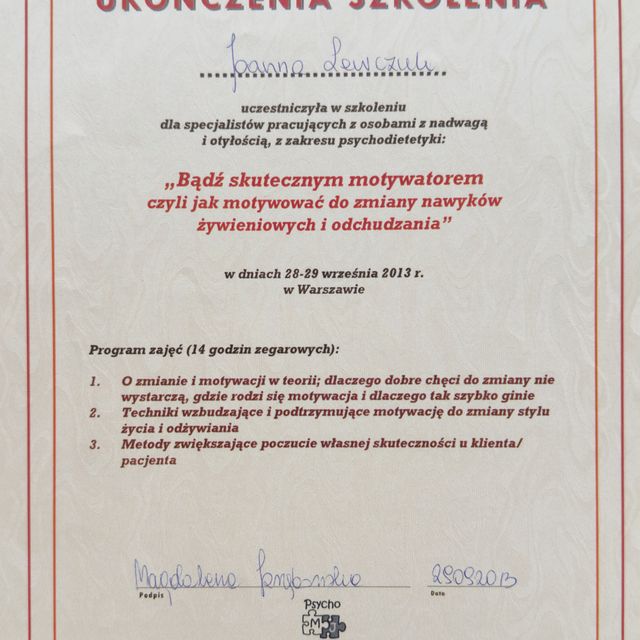 UKOŃCZENIA SZKOLENIA
Joanna Lewczuk
uczestniczyła w szkoleniu
dla specjalistów pracujących z osobami z nadwagą
i otyłością, z zakresu psychodietetyki:
„Bądź skutecznym motywatorem
czyli jak motywować do zmiany nawyków
żywieniowych i odchudzania”
w dniach 28-29 września 2013 r.
w Warszawie
Program zajęć (14 godzin zegarowych):
1. O zmianie i motywacji w teorii; dlaczego dobre chęci do zmiany nie
wystarczą, gdzie rodzi się motywacja i dlaczego tak szybko ginie
2. Techniki wzbudzające i podtrzymujące motywację do zmiany stylu
życia i odżywiania
3. Metody zwiększające poczucie własnej skuteczności u klienta/
pacjenta
Magdalena 29092013
Podpis Data
Psycho
M J